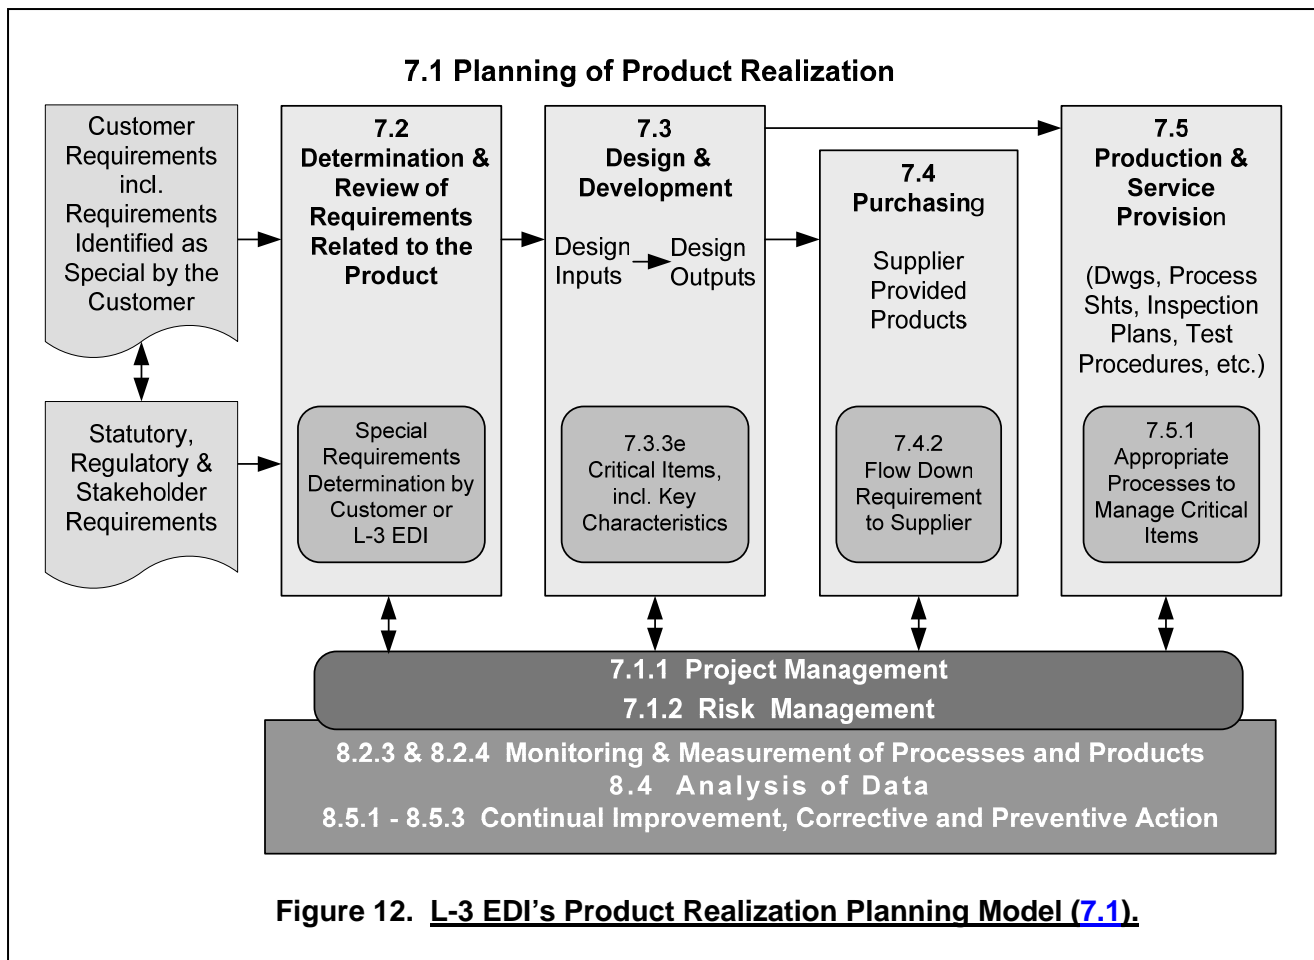 7.1 Planning of Product Realization
Customer
Requirements
incl.
Requirements
Identified as
Special by the
Customer
Statutory,
Regulatory &
Stakeholder
Requirements
7.2
Determination &
Review of
Requirements
Related to the
Product
Special
Requirements
Determination by
Customer or
L-3 EDI
7.3
Design &
Development
Design
Inputs
Design
Outputs
7.3.3e
Critical Items,
incl. Key
Characteristics
7.4
Purchasing
Supplier
Provided
Products
7.4.2
Flow Down
Requirement
to Supplier
7.5
Production &
Service
Provision
(Dwgs, Process
Shts, Inspection
Plans, Test
Procedures, etc.)
7.5.1
Appropriate
Processes to
Manage Critical
Items
7.1.1 Project Management
7.1.2 Risk Management
8.2.3 & 8.2.4 Monitoring & Measurement of Processes and Products
8.4 Analysis of Data
8.5.1 - 8.5.3 Continual Improvement, Corrective and Preventive Action
Figure 12. L-3 EDI's Product Realization Planning Model (7.1).